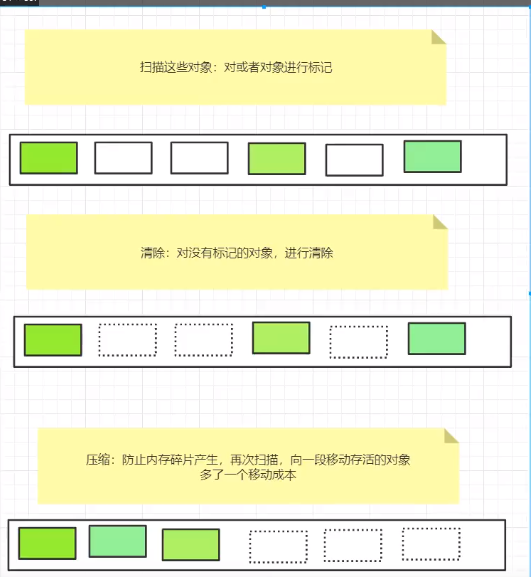 扫描这些对象：对或者对象进行标记
清除：对没有标记的对象，进行清除
压缩：防止内存碎片产生，再次扫描，向一段移动存活的对象
多了一个移动成本